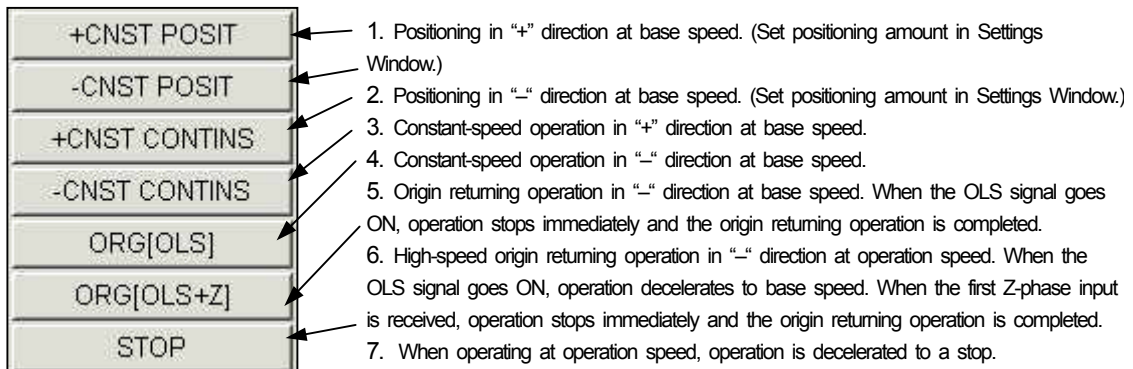 +CNST POSIT
-CNST POSIT
+CNST CONTINS
-CNST CONTINS
ORG[OLS]
ORG[OLS+Z]
STOP
1. Positioning in “+” direction at base speed. (Set positioning amount in Settings
Window.)
2. Positioning in “–“ direction at base speed. (Set positioning amount in Settings Window.)
3. Constant-speed operation in “+” direction at base speed.
4. Constant-speed operation in “–“ direction at base speed.
5. Origin returning operation in “–“ direction at base speed. When the OLS signal goes
ON, operation stops immediately and the origin returning operation is completed.
6. High-speed origin returning operation in “–“ direction at operation speed. When the
OLS signal goes ON, operation decelerates to base speed. When the first Z-phase input
is received, operation stops immediately and the origin returning operation is completed.
7. When operating at operation speed, operation is decelerated to a stop.